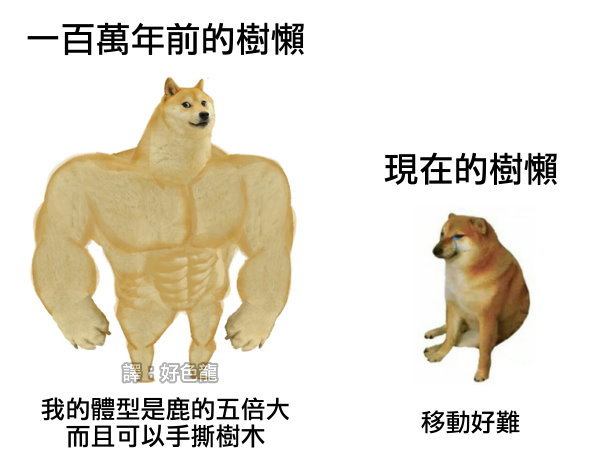 一百萬年前的樹懶
現在的樹懶
譯：好色龍
我的體型是鹿的五倍大
而且可以手撕樹木
移動好難